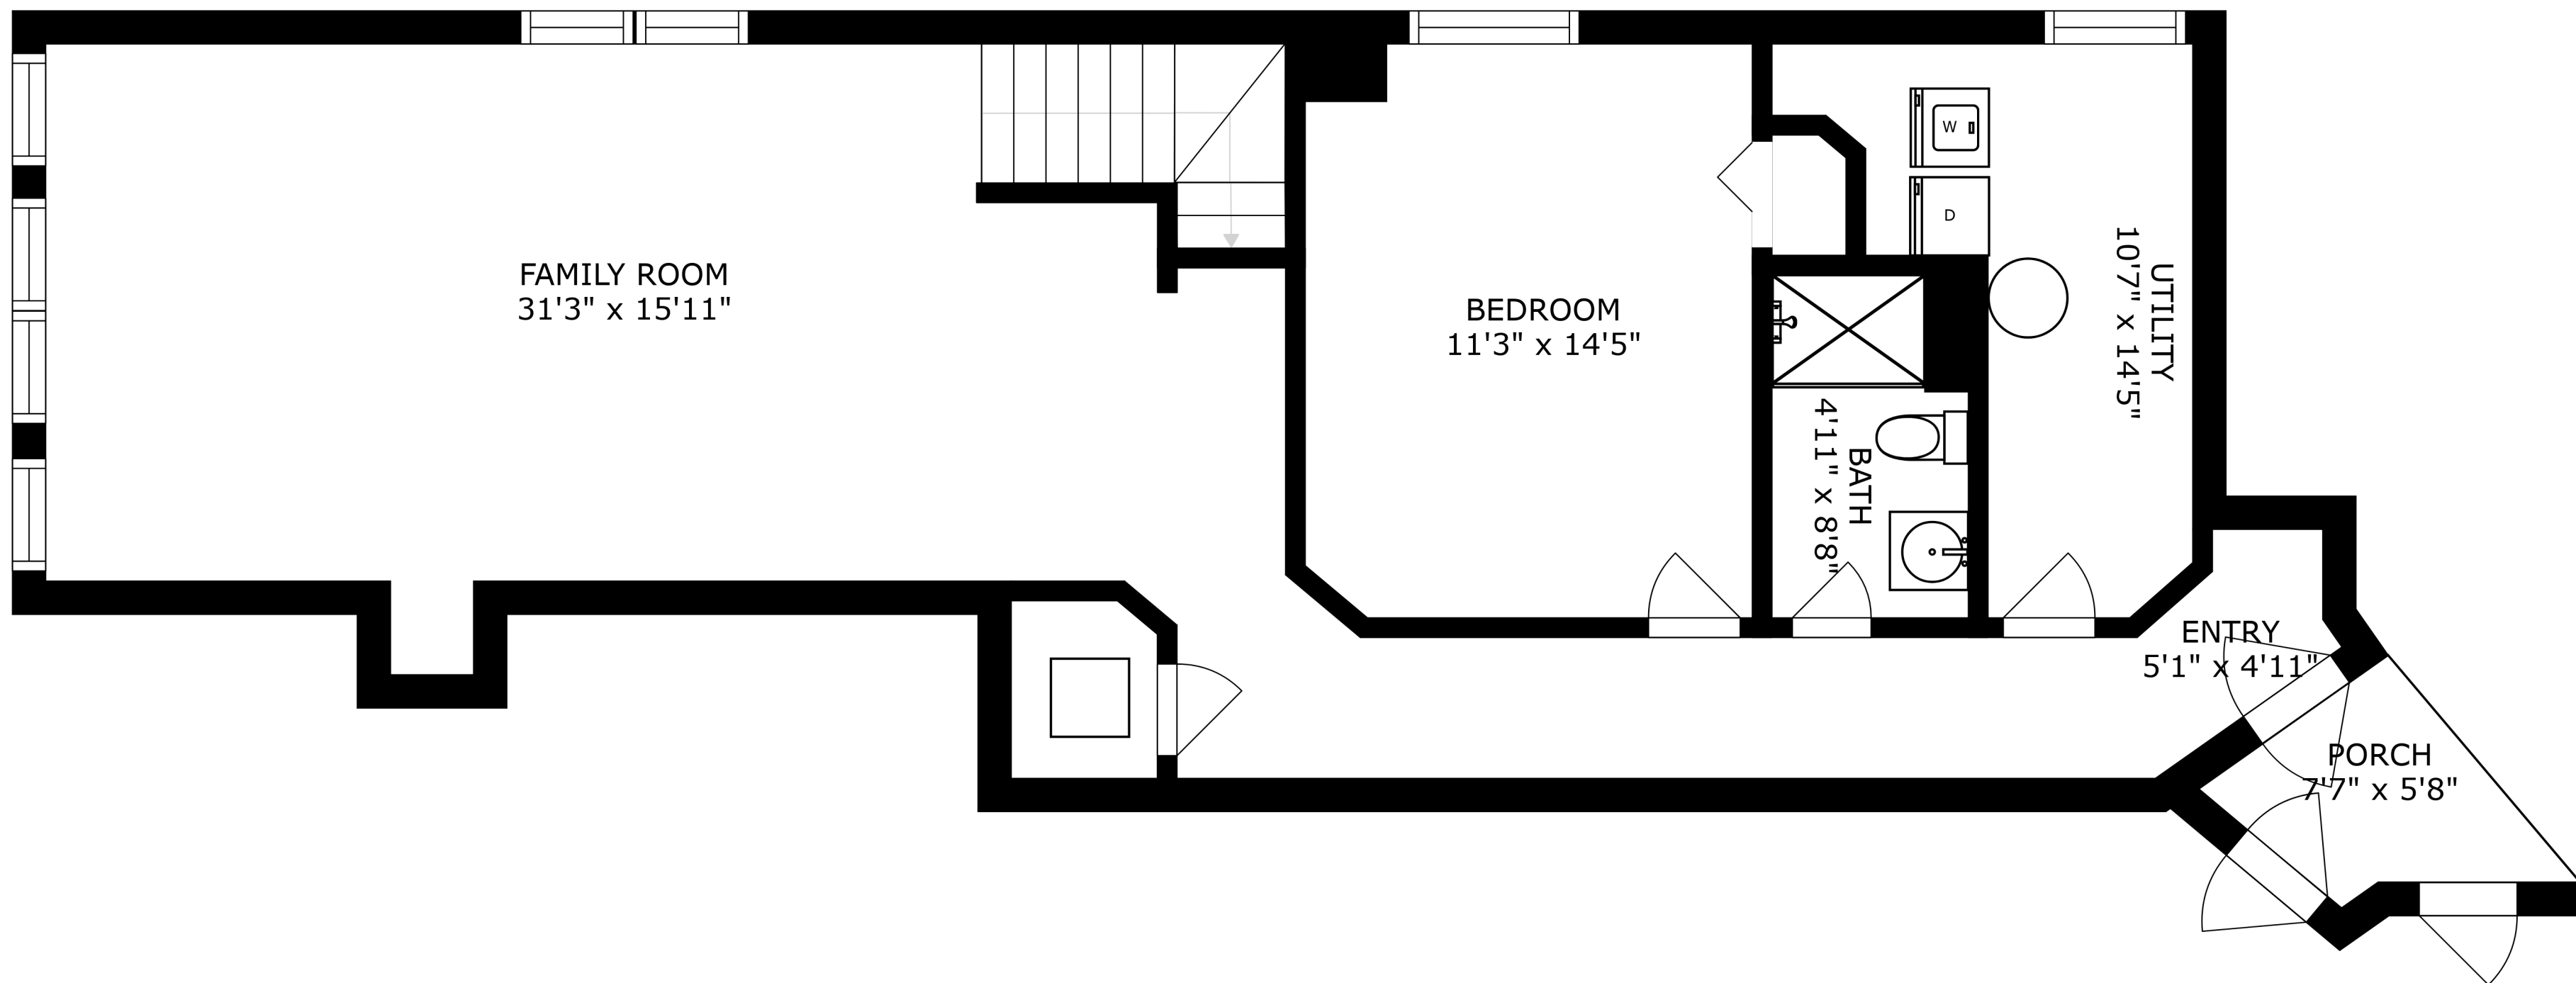 FAMILY ROOM
31'3" x 15'11"
BEDROOM
11'3" x 14'5"
W
D
UTILITY
10'7" x 14'5"
BATH
4'11" x 8'8"
ENTRY
5'1" x 4'11"
PORCH
7'7" x 5'8"